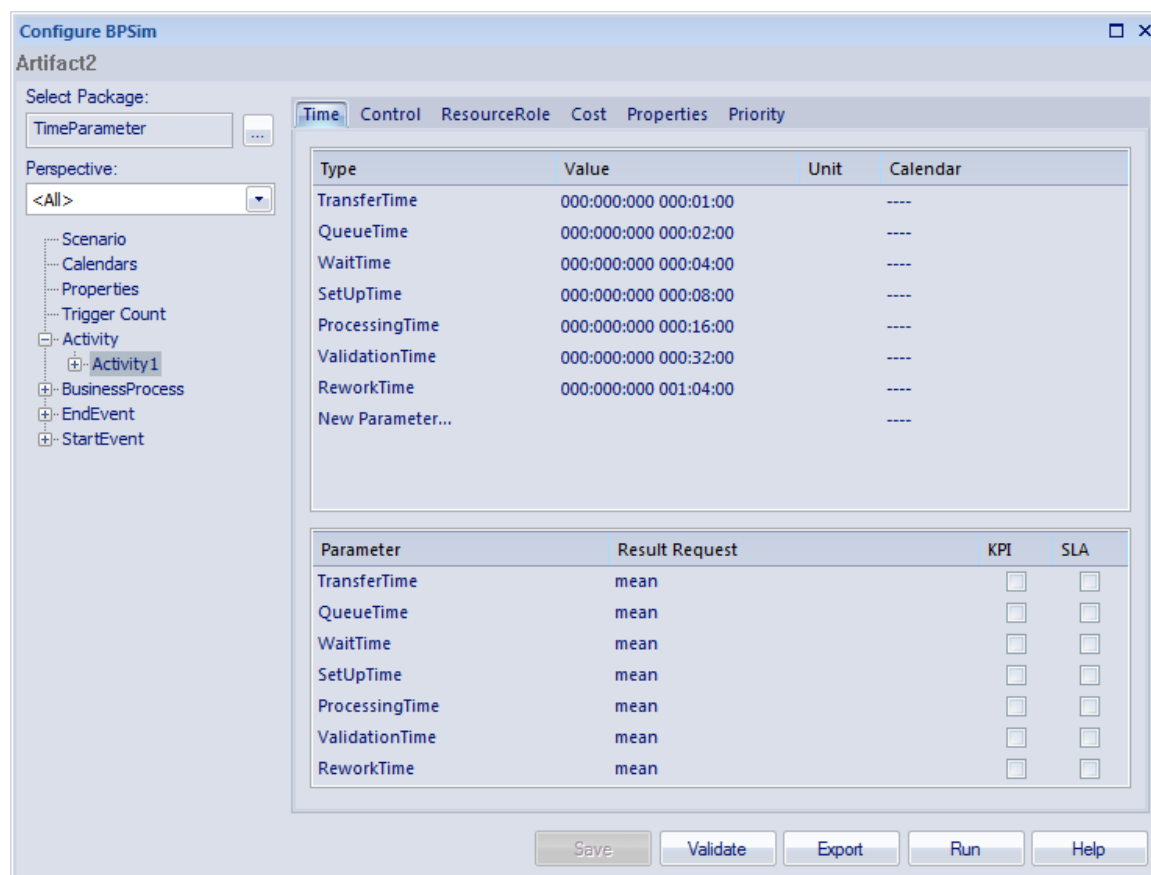 Configure BPSim
Artifact2
Select Package:
TimeParameter
...
Perspective:
<All>
Scenario
Calendars
Properties
Trigger Count
Activity
Activity1
BusinessProcess
EndEvent
StartEvent
Time Control ResourceRole Cost Properties Priority
Type Value Unit Calendar
TransferTime 000:000:000 000:01:00 ----
QueueTime 000:000:000 000:02:00 ----
WaitTime 000:000:000 000:04:00 ----
SetUpTime 000:000:000 000:08:00 ----
ProcessingTime 000:000:000 000:16:00 ----
ValidationTime 000:000:000 000:32:00 ----
ReworkTime 000:000:000 001:04:00 ----
New Parameter... ----
Parameter Result Request KPI SLA
TransferTime mean
QueueTime mean
WaitTime mean
SetUpTime mean
ProcessingTime mean
ValidationTime mean
ReworkTime mean
Save Validate Export Run Help